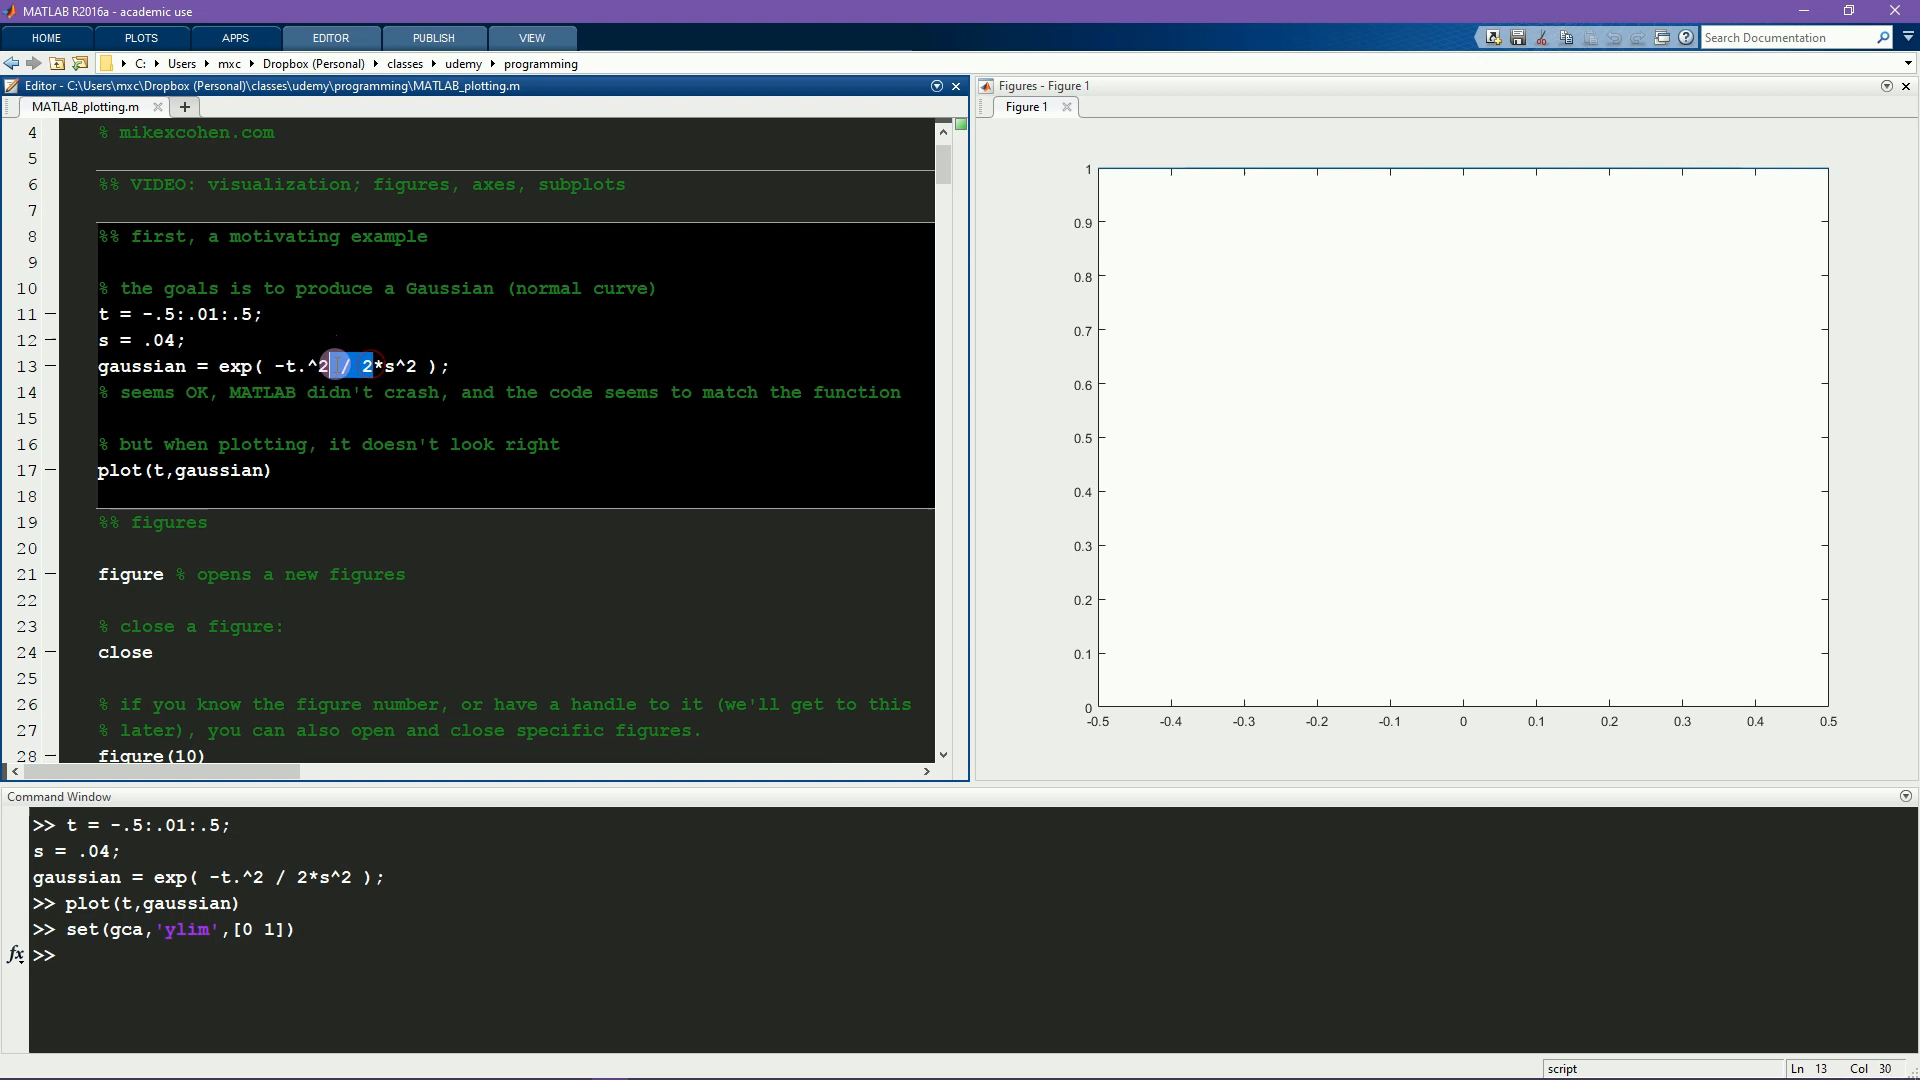 MATLAB R2016a - academic use
HOME PLOTS APPS EDITOR PUBLISH VIEW
Search Documentation
C: Users mxc Dropbox (Personal) classes udemy programming
Editor - C:\Users\mxc\Dropbox (Personal)\classes\udemy\programming\MATLAB_plotting.m
MATLAB_plotting.m
4 % mikexcohen.com
5
6 %% VIDEO: visualization; figures, axes, subplots
7
8 %% first, a motivating example
9
10 % the goals is to produce a Gaussian (normal curve)
11 t = -.5:.01:.5;
12 s = .04;
13 gaussian = exp( -t.^2 / 2*s^2 );
14 % seems OK, MATLAB didn't crash, and the code seems to match the function
15
16 % but when plotting, it doesn't look right
17 plot(t,gaussian)
18
19 %% figures
20
21 figure % opens a new figures
22
23 % close a figure:
24 close
25
26 % if you know the figure number, or have a handle to it (we'll get to this
27 % later), you can also open and close specific figures.
28 figure(10)
Figures - Figure 1
Figure 1
1
0.9
0.8
0.7
0.6
0.5
0.4
0.3
0.2
0.1
0
-0.5 -0.4 -0.3 -0.2 -0.1 0 0.1 0.2 0.3 0.4 0.5
Command Window
>> t = -.5:.01:.5;
s = .04;
gaussian = exp( -t.^2 / 2*s^2 );
>> plot(t,gaussian)
>> set(gca,'ylim',[0 1])
fx >>
script Ln 13 Col 30